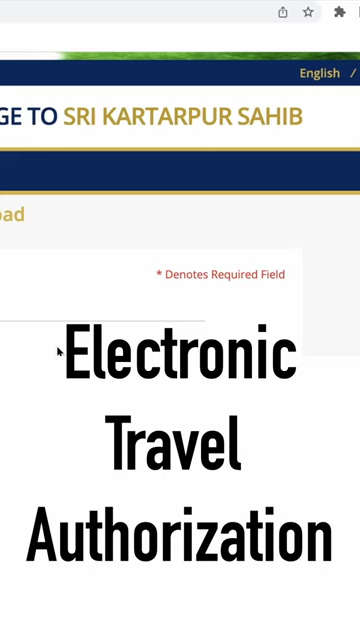 English /
GE TO SRI KARTARPUR SAHIB
oad
* Denotes Required Field
Electronic
Travel
Authorization